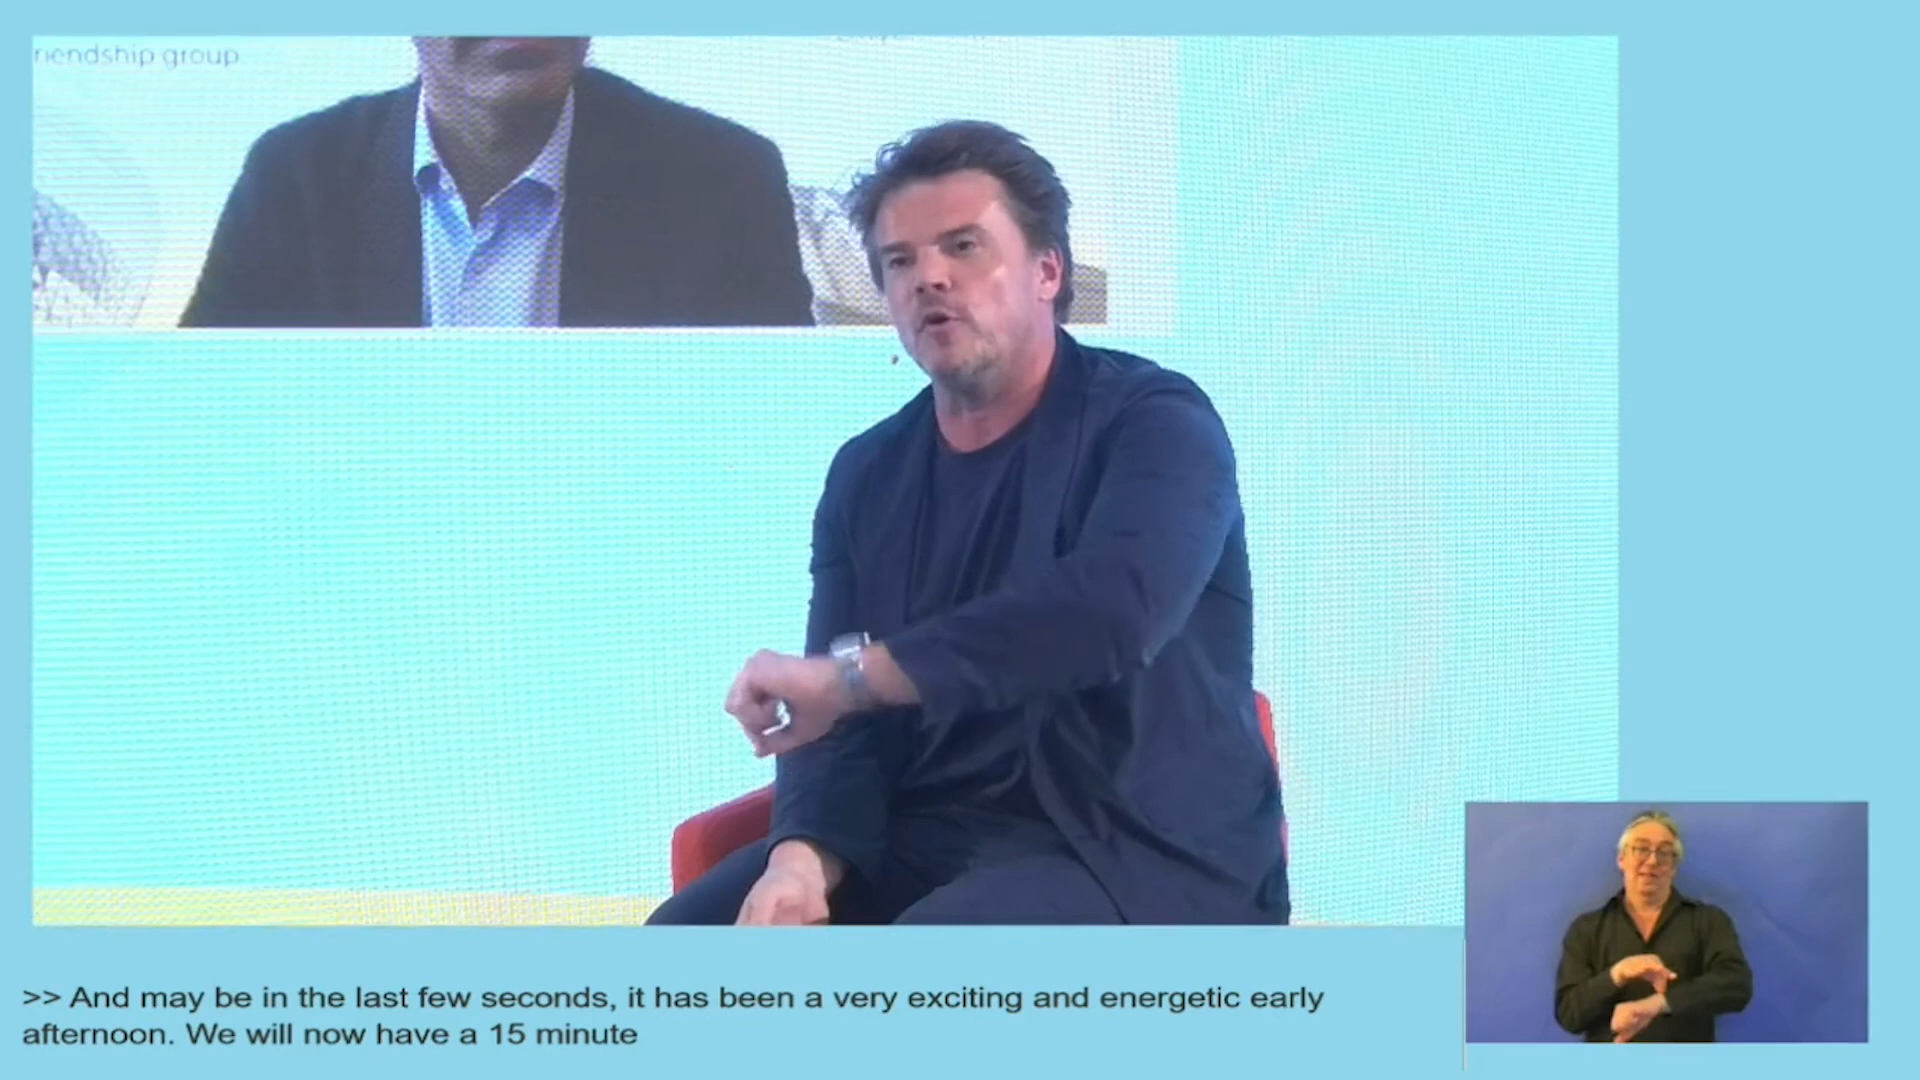 riendship group
>> And may be in the last few seconds, it has been a very exciting and energetic early
afternoon. We will now have a 15 minute